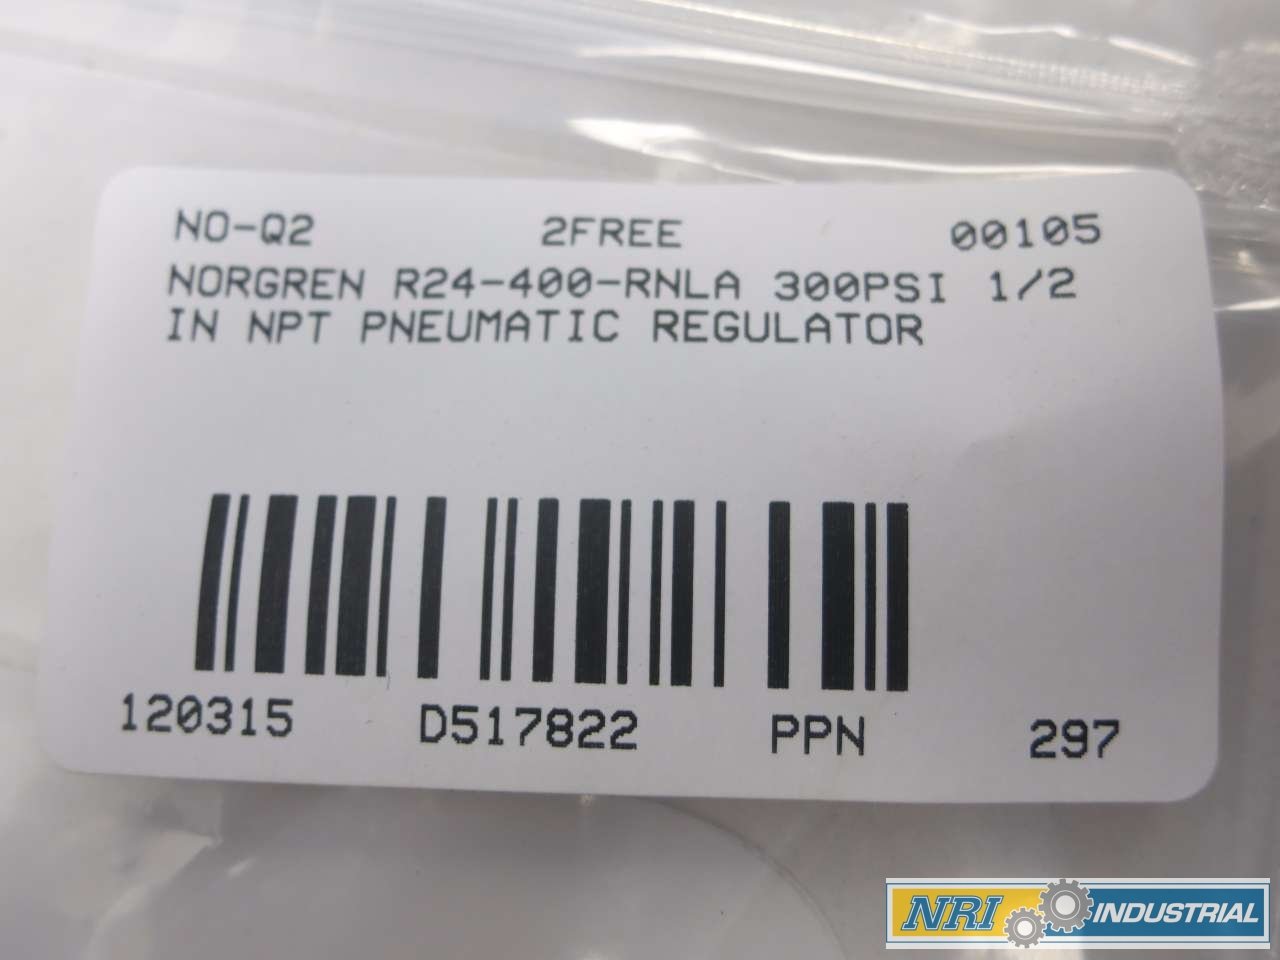 NO-Q2 2FREE 00105
NORGREN R24-400-RNLA 300PSI 1/2
IN NPT PNEUMATIC REGULATOR
120315 D517822 PPN 297
NRI INDUSTRIAL